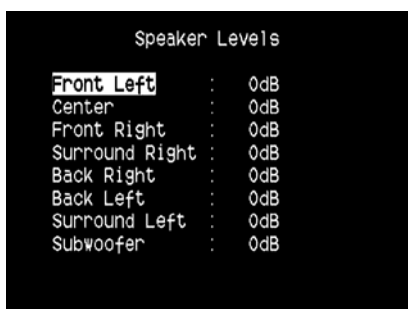 Speaker Levels
Front Left : 0dB
Center : 0dB
Front Right : 0dB
Surround Right : 0dB
Back Right : 0dB
Back Left : 0dB
Surround Left : 0dB
Subwoofer : 0dB